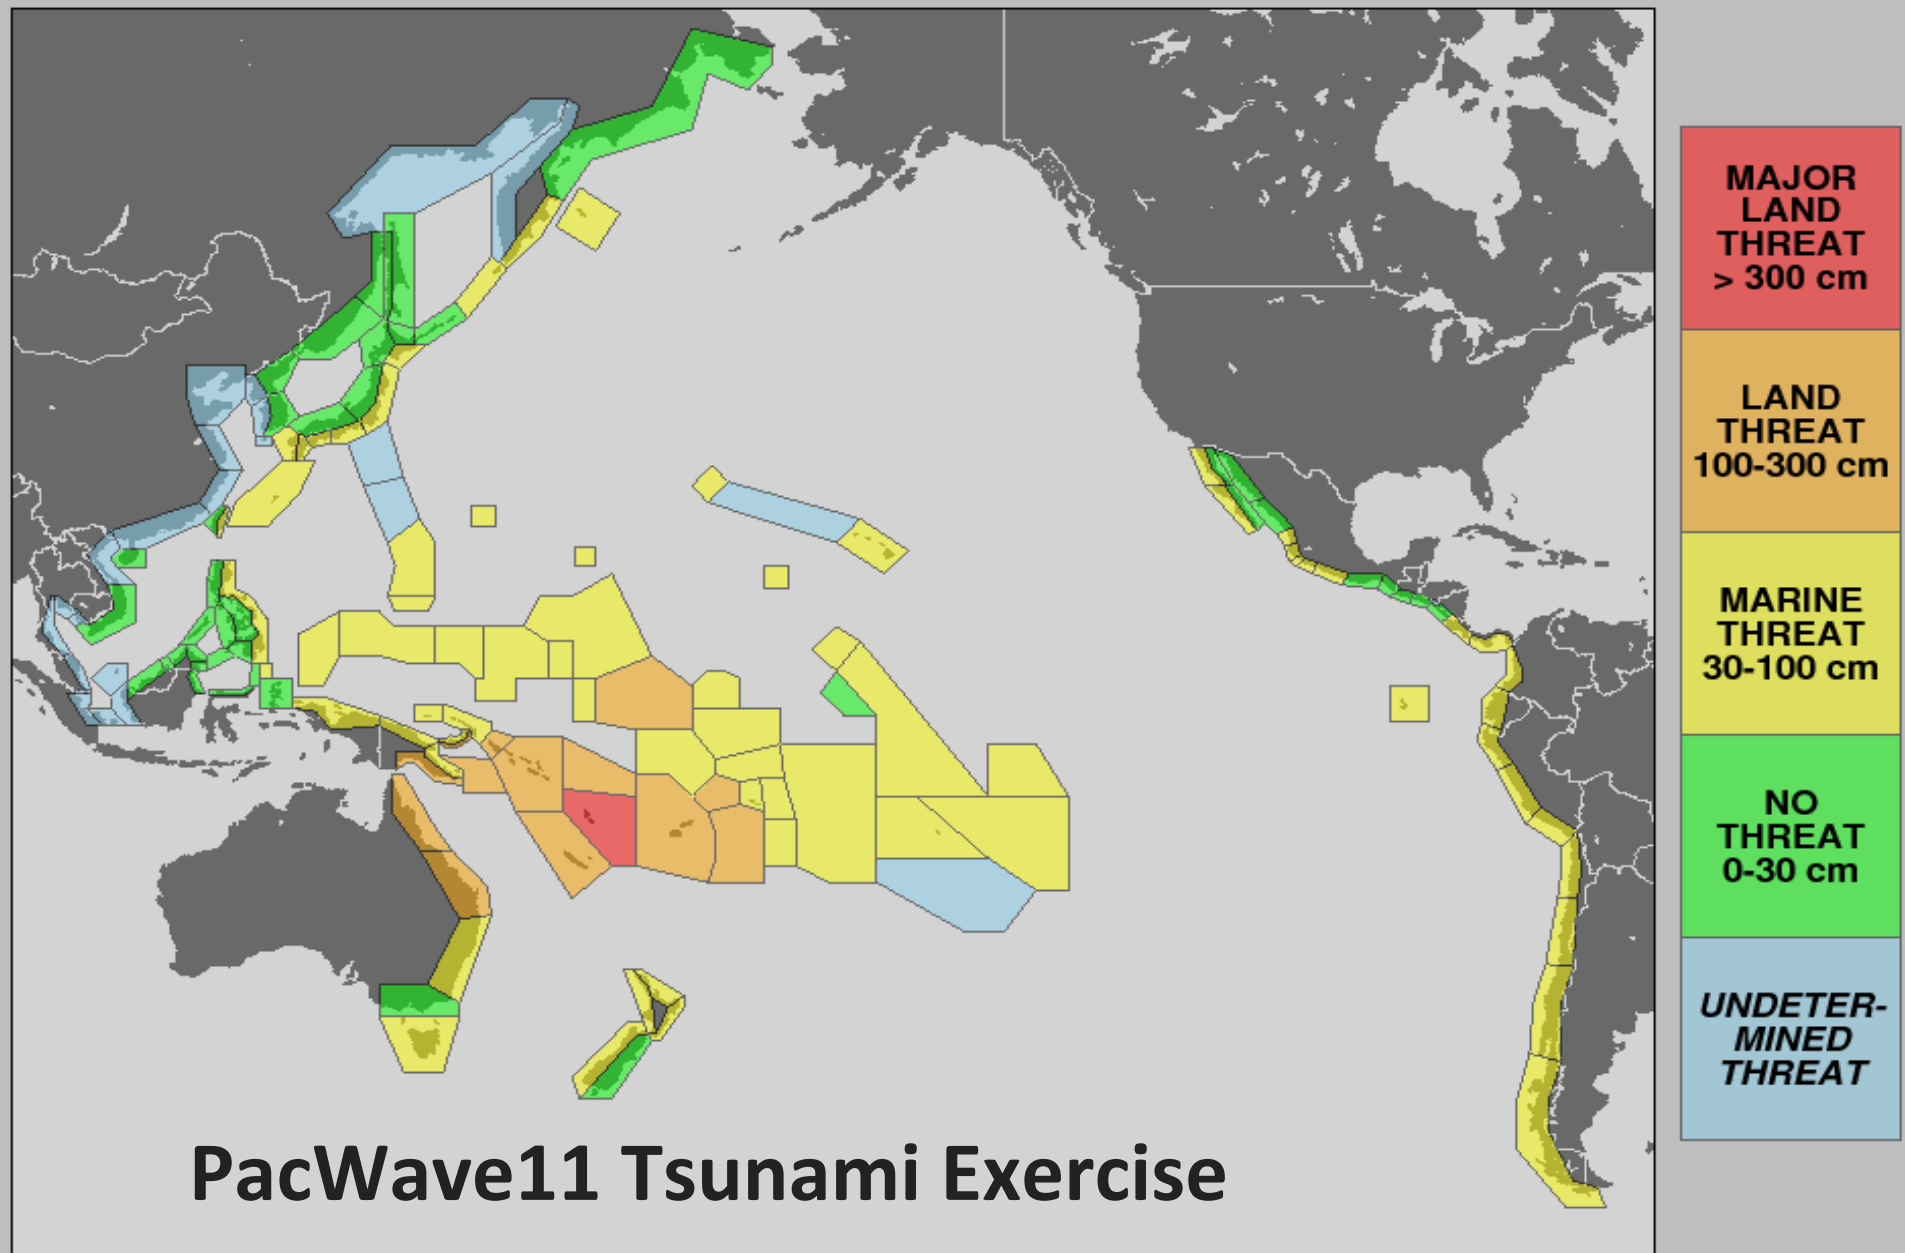 MAJOR
LAND
THREAT
> 300 cm
LAND
THREAT
100-300 cm
MARINE
THREAT
30-100 cm
NO
THREAT
0-30 cm
UNDETER-
MINED
THREAT
PacWave11 Tsunami Exercise